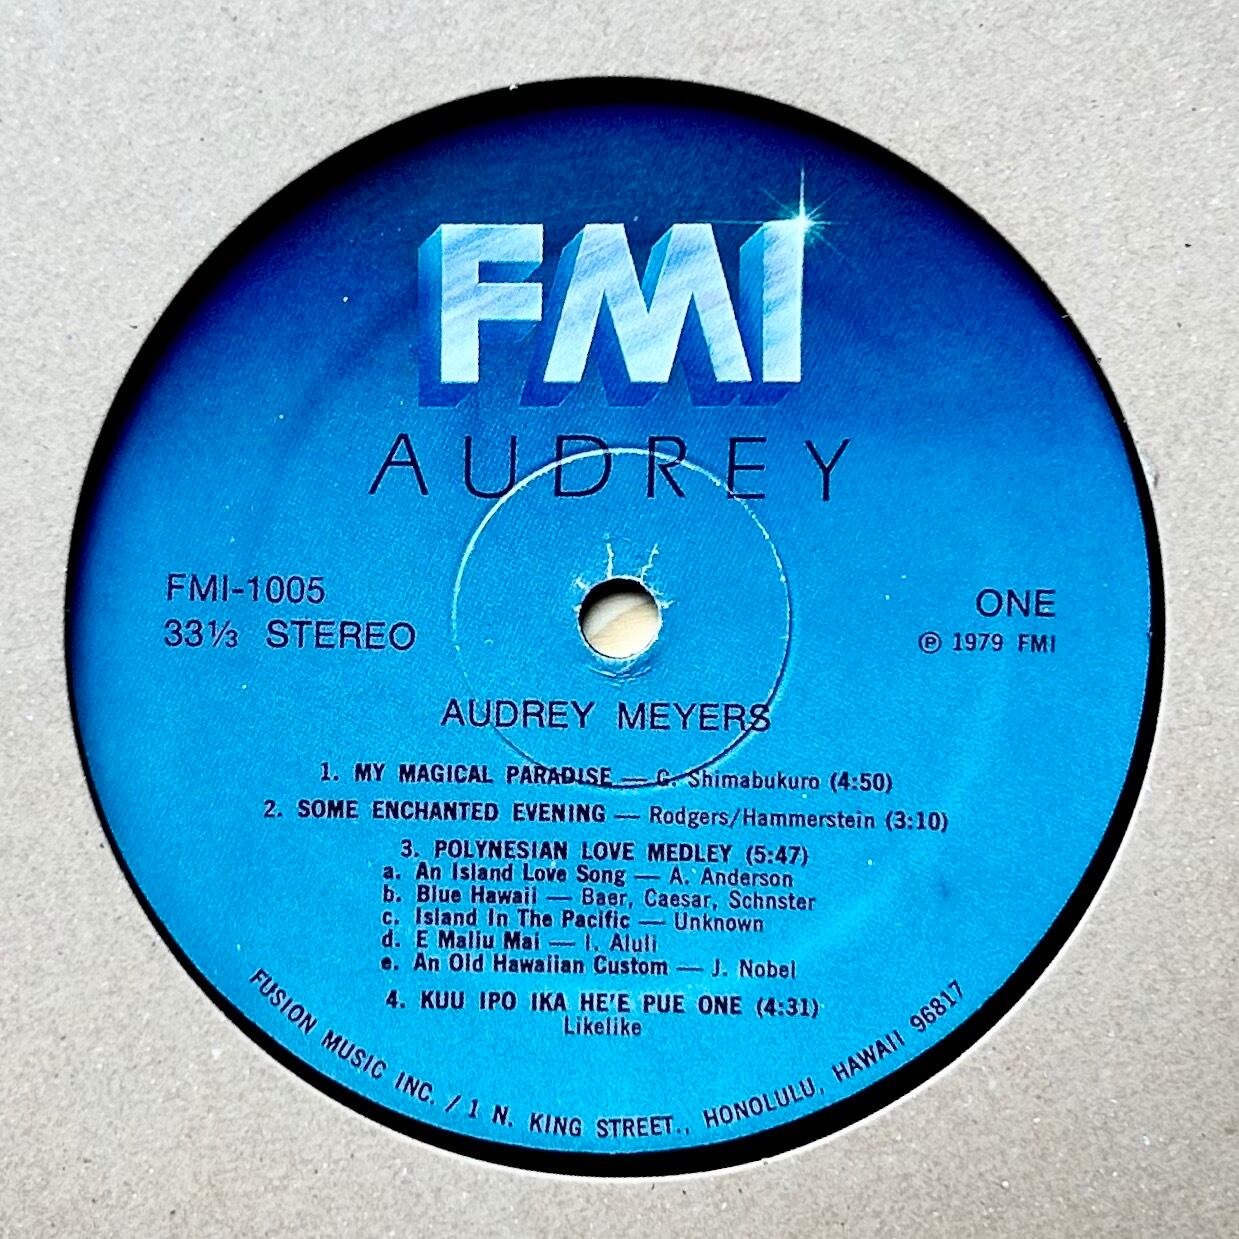 FMI
AUDREY
FMI-1005
33⅓ STEREO
ONE
℗ 1979 FMI
AUDREY MEYERS
1. MY MAGICAL PARADISE — G. Shimabukuro (4:50)
2. SOME ENCHANTED EVENING — Rodgers/Hammerstein (3:10)
3. POLYNESIAN LOVE MEDLEY (5:47)
a. An Island Love Song — A. Anderson
b. Blue Hawaii — Baer, Caesar, Schnster
c. Island In The Pacific — Unknown
d. E Maliu Mai — I. Aluli
e. An Old Hawaiian Custom — J. Nobel
4. KUU IPO IKA HE'E PUE ONE (4:31)
Likelike
FUSION MUSIC INC. / 1 N. KING STREET., HONOLULU, HAWAII 96817